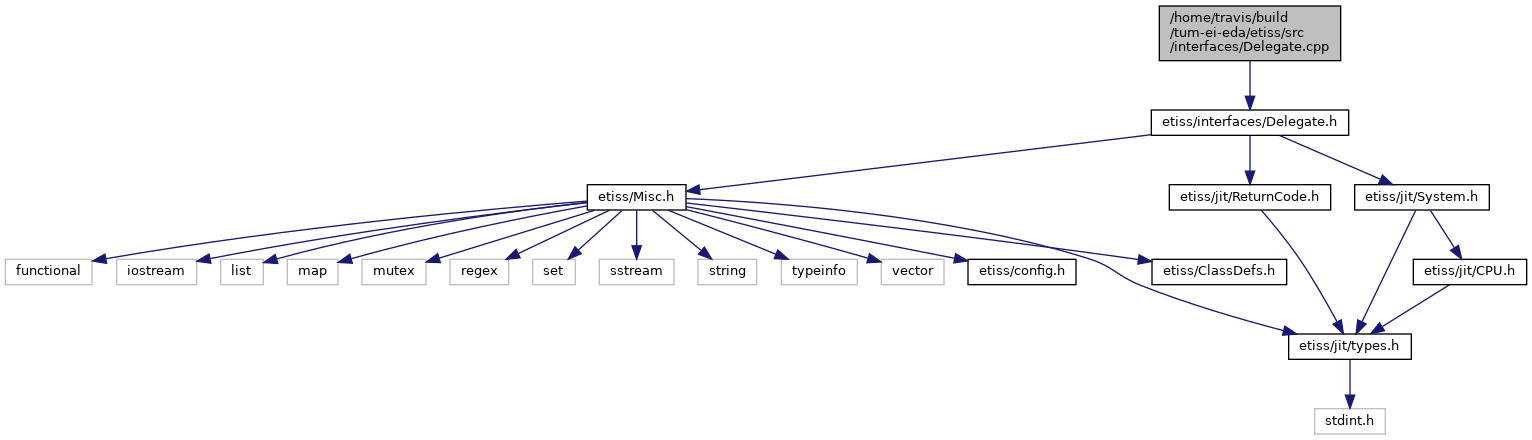 /home/travis/build
/tum-ei-eda/etiss/src
/interfaces/Delegate.cpp
etiss/interfaces/Delegate.h
etiss/Misc.h
etiss/jit/ReturnCode.h
etiss/jit/System.h
functional
iostream
list
map
mutex
regex
set
sstream
string
typeinfo
vector
etiss/config.h
etiss/ClassDefs.h
etiss/jit/CPU.h
etiss/jit/types.h
stdint.h